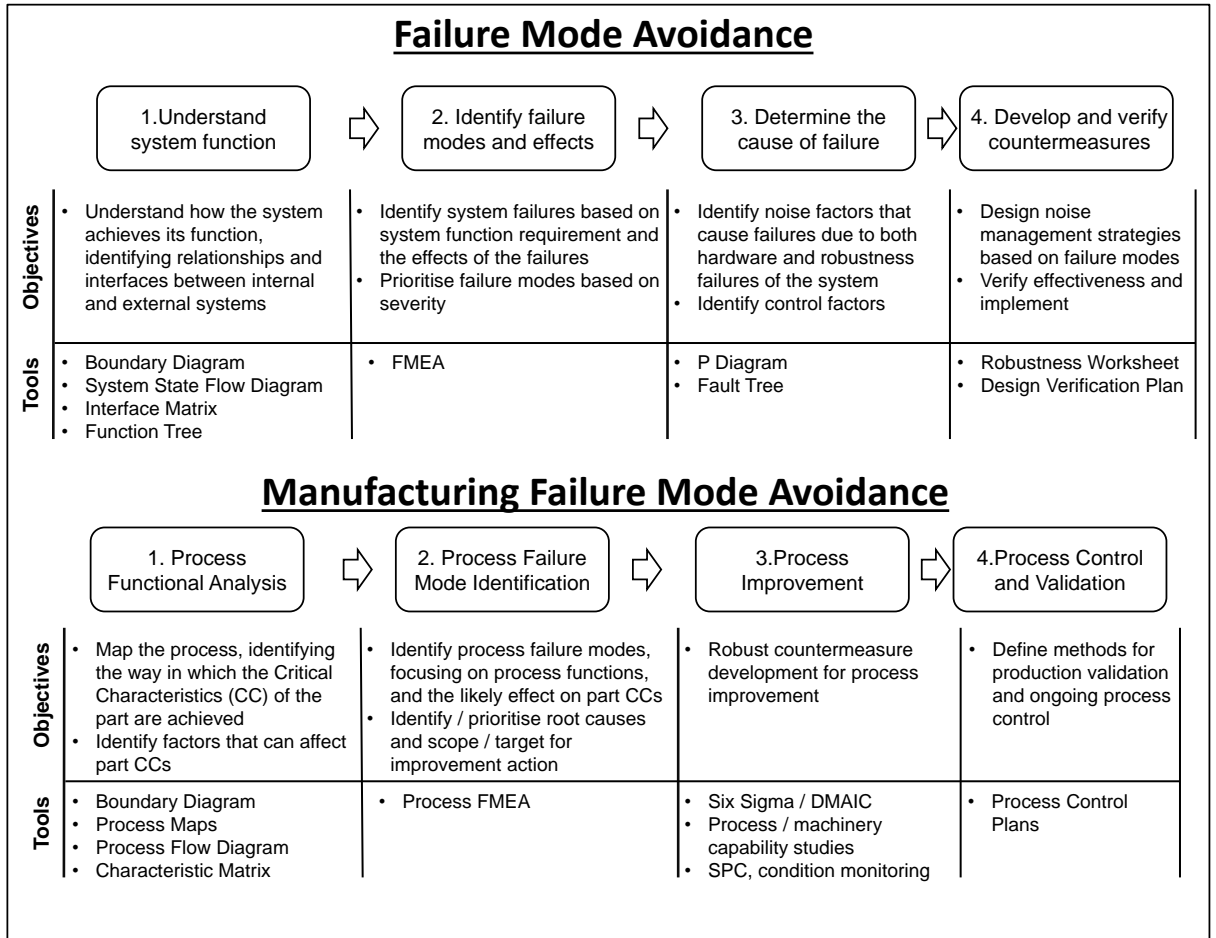 Failure Mode Avoidance
1.Understand
system function
2. Identify failure
modes and effects
3. Determine the
cause of failure
4. Develop and verify
countermeasures
Objectives
• Understand how the system
achieves its function,
identifying relationships and
interfaces between internal
and external systems
• Identify system failures based on
system function requirement and
the effects of the failures
• Prioritise failure modes based on
severity
• Identify noise factors that
cause failures due to both
hardware and robustness
failures of the system
• Identify control factors
• Design noise
management strategies
based on failure modes
• Verify effectiveness and
implement
Tools
• Boundary Diagram
• System State Flow Diagram
• Interface Matrix
• Function Tree
• FMEA
• P Diagram
• Fault Tree
• Robustness Worksheet
• Design Verification Plan
Manufacturing Failure Mode Avoidance
1. Process
Functional Analysis
2. Process Failure
Mode Identification
3.Process
Improvement
4.Process Control
and Validation
Objectives
• Map the process, identifying
the way in which the Critical
Characteristics (CC) of the
part are achieved
• Identify factors that can affect
part CCs
• Identify process failure modes,
focusing on process functions,
and the likely effect on part CCs
• Identify / prioritise root causes
and scope / target for
improvement action
• Robust countermeasure
development for process
improvement
• Define methods for
production validation
and ongoing process
control
Tools
• Boundary Diagram
• Process Maps
• Process Flow Diagram
• Characteristic Matrix
• Process FMEA
• Six Sigma / DMAIC
• Process / machinery
capability studies
• SPC, condition monitoring
• Process Control
Plans